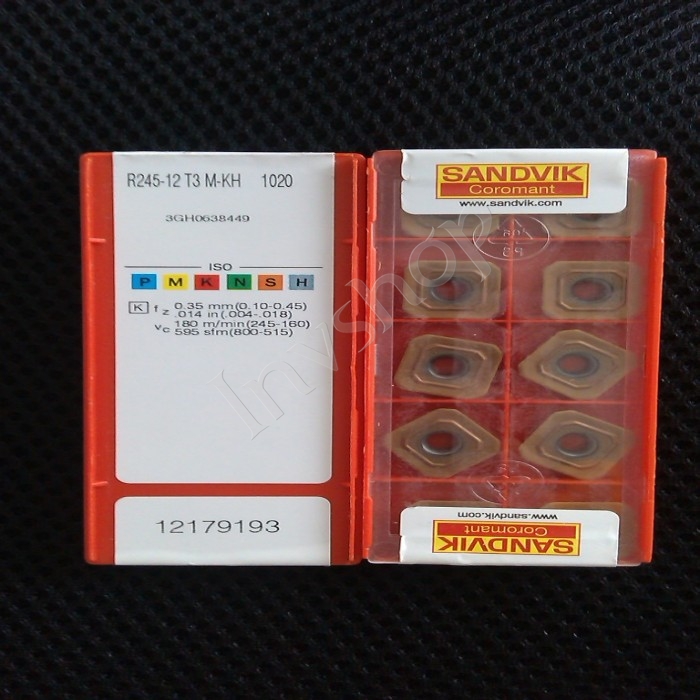 R245-12 T3 M-KH 1020
3GH0638449
ISO
P M K N S H
K fz 0.35 mm(0.10-0.45)
.014 in(.004-.018)
vc 180 m/min(245-160)
595 sfm(800-515)
12179193
SANDVIK
Coromant
www.sandvik.com
www.sandvik.com
Coromant
SANDVIK
Invshop